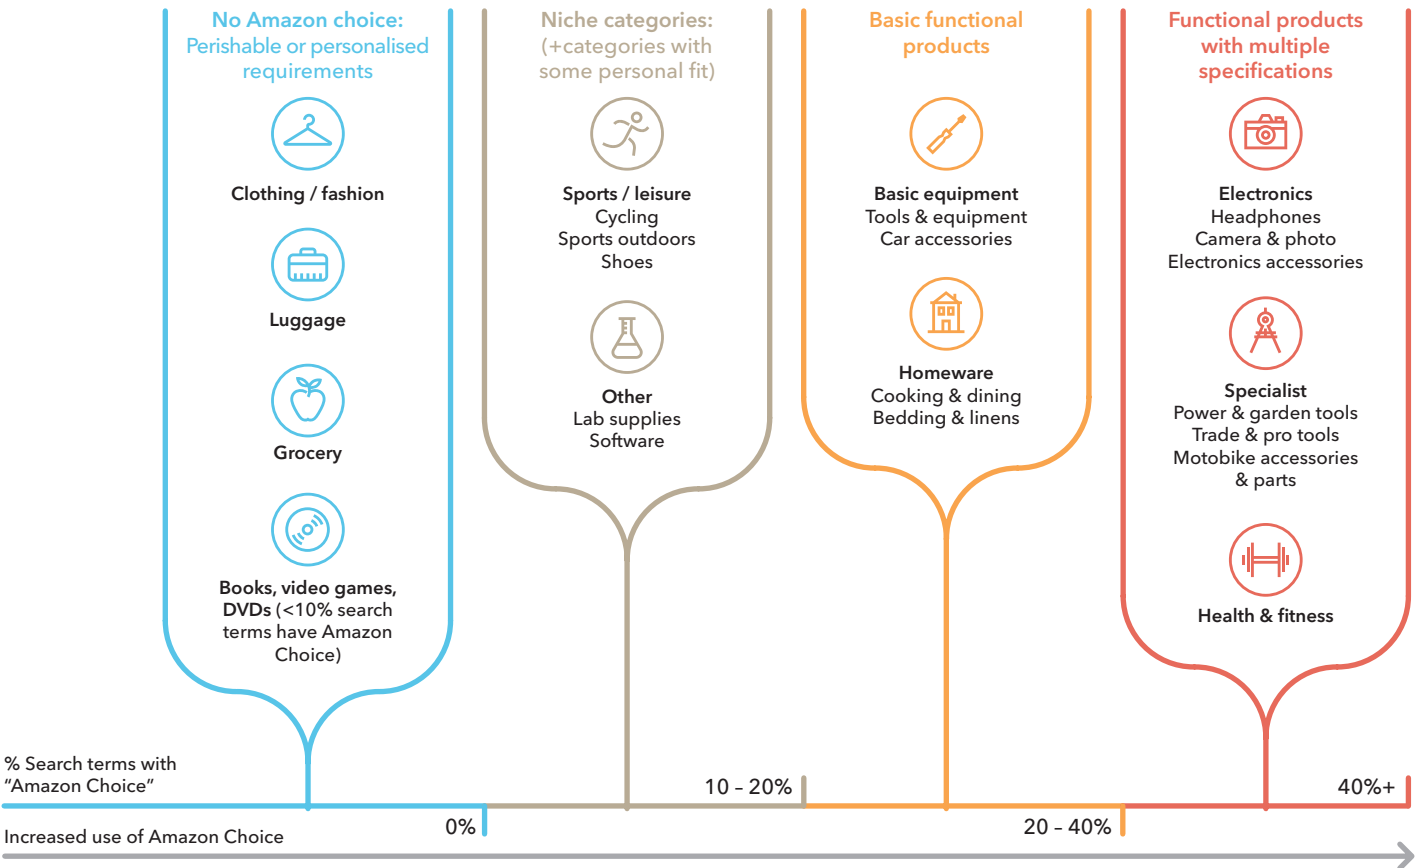 No Amazon choice:
Perishable or personalised
requirements
Clothing / fashion
Luggage
Grocery
Books, video games,
DVDs (<10% search
terms have Amazon
Choice)
Niche categories:
(+categories with
some personal fit)
Sports / leisure
Cycling
Sports outdoors
Shoes
Other
Lab supplies
Software
Basic functional
products
Basic equipment
Tools & equipment
Car accessories
Homeware
Cooking & dining
Bedding & linens
Functional products
with multiple
specifications
Electronics
Headphones
Camera & photo
Electronics accessories
Specialist
Power & garden tools
Trade & pro tools
Motobike accessories
& parts
Health & fitness
% Search terms with
“Amazon Choice”
0%
10 – 20%
20 – 40%
40%+
Increased use of Amazon Choice